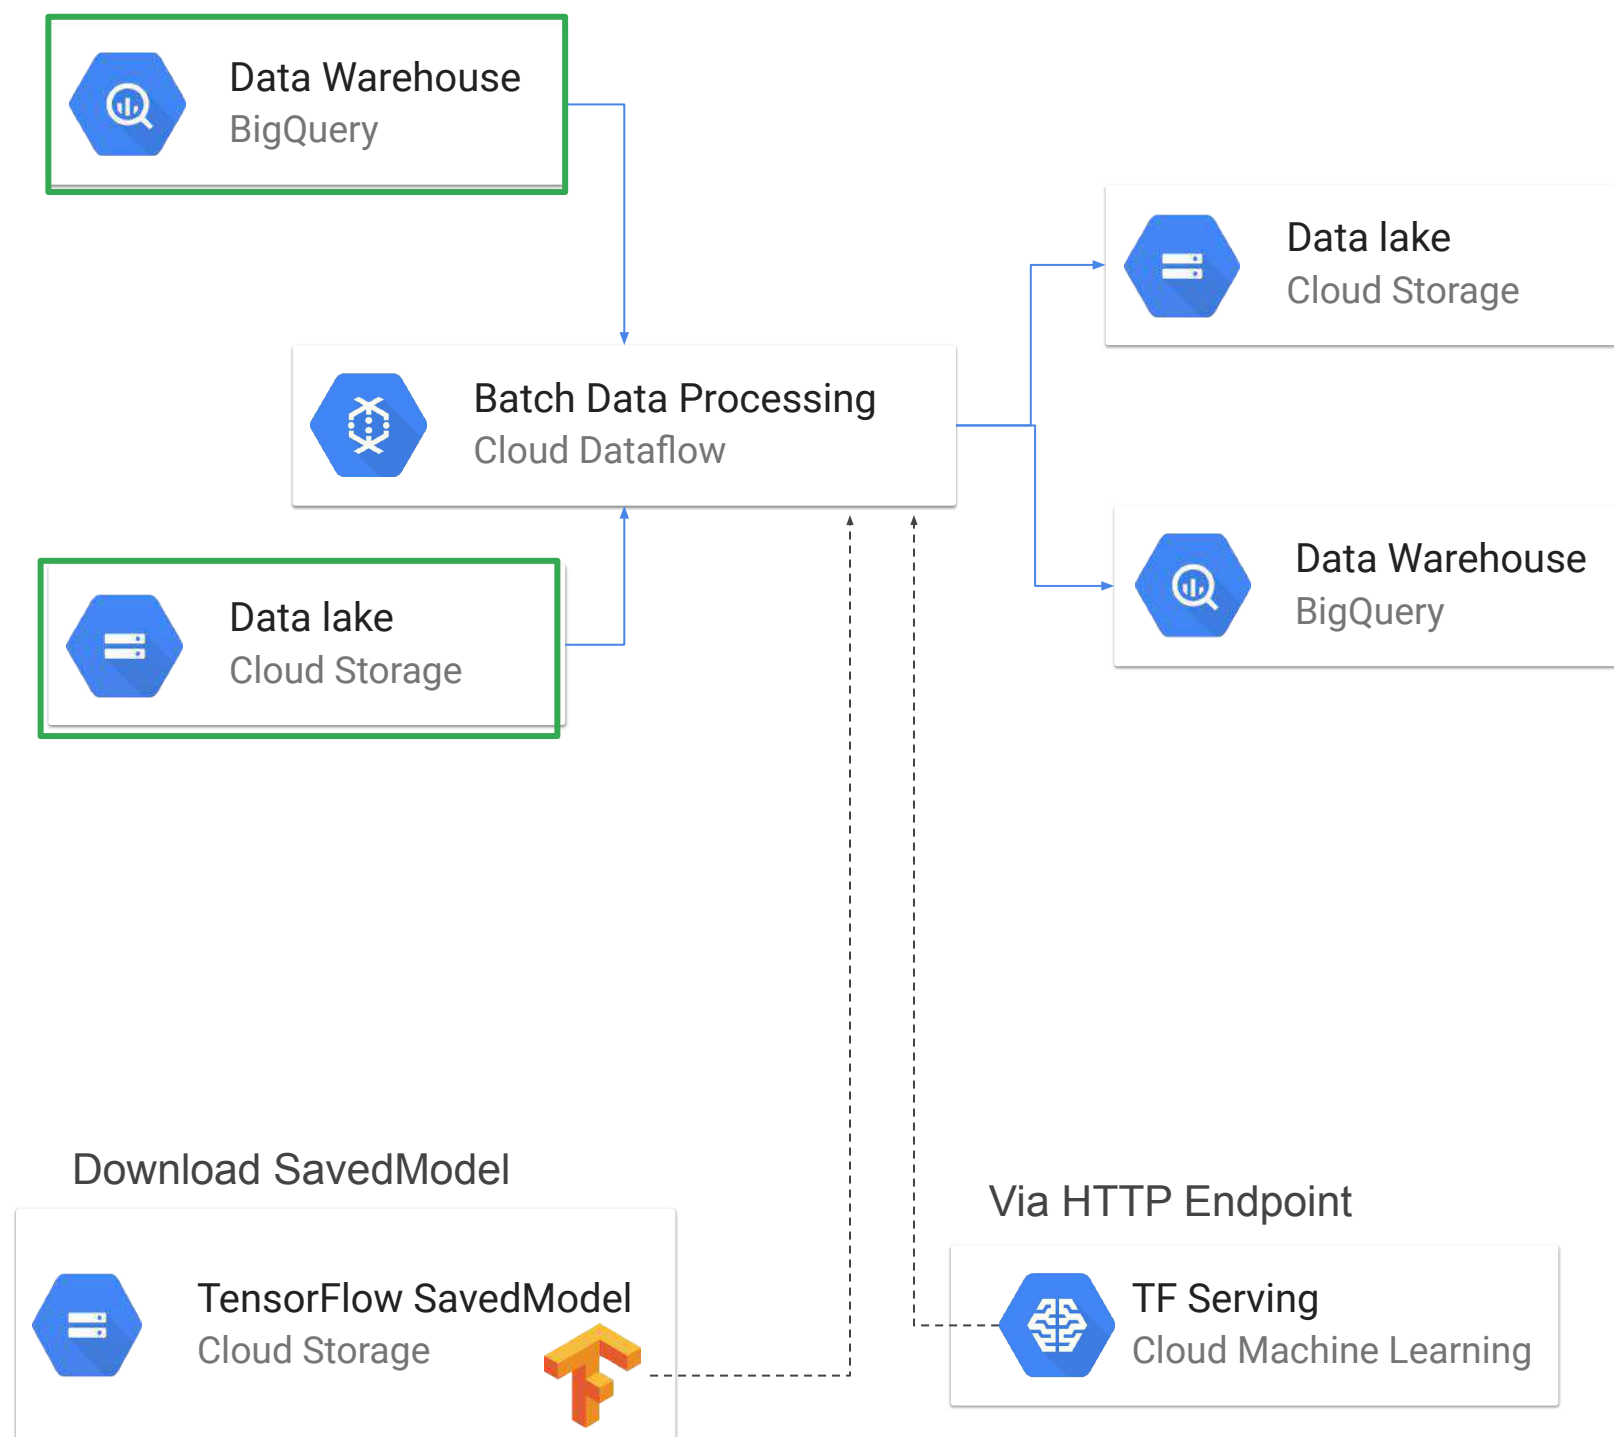 Data Warehouse
BigQuery
Data lake
Cloud Storage
Batch Data Processing
Cloud Dataflow
Data Warehouse
BigQuery
Data lake
Cloud Storage
Download SavedModel
TensorFlow SavedModel
Cloud Storage
Via HTTP Endpoint
TF Serving
Cloud Machine Learning